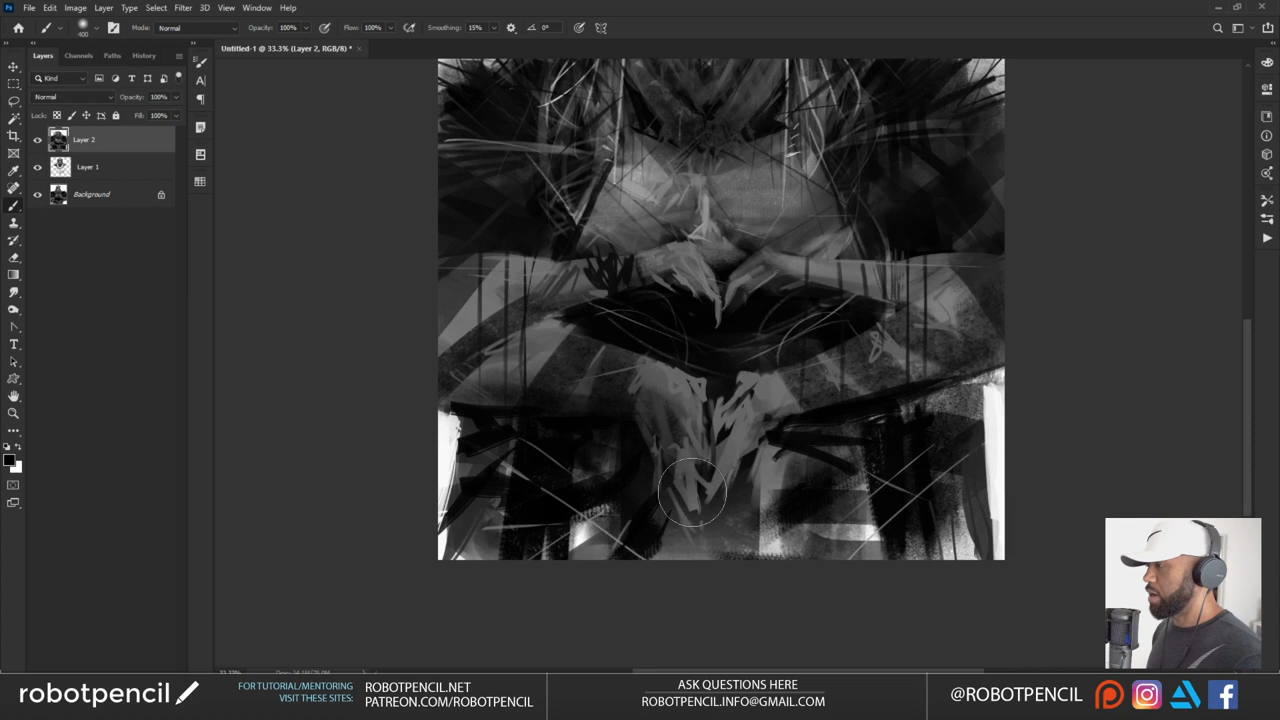 File Edit Image Layer Type Select Filter 3D View Window Help
400 Mode: Normal Opacity: 100% Flow: 100% Smoothing: 15% 0°
Layers Channels Paths History
Untitled-1 @ 33.3% (Layer 2, RGB/8) *
Kind
Normal Opacity: 100%
Lock: Fill: 100%
Layer 2
Layer 1
Background
robotpencil
FOR TUTORIAL/MENTORING
VISIT THESE SITES:
ROBOTPENCIL.NET
PATREON.COM/ROBOTPENCIL
ASK QUESTIONS HERE
ROBOTPENCIL.INFO@GMAIL.COM
@ROBOTPENCIL